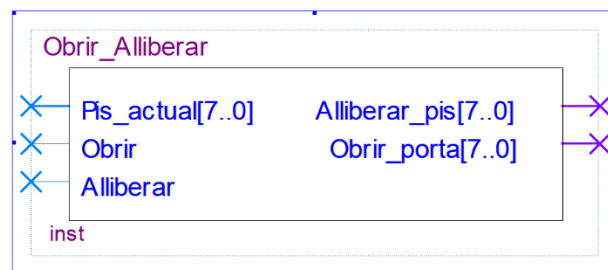 Obrir_Alliberar
Pis_actual[7..0] Alliberar_pis[7..0]
Obrir Obrir_porta[7..0]
Alliberar
inst